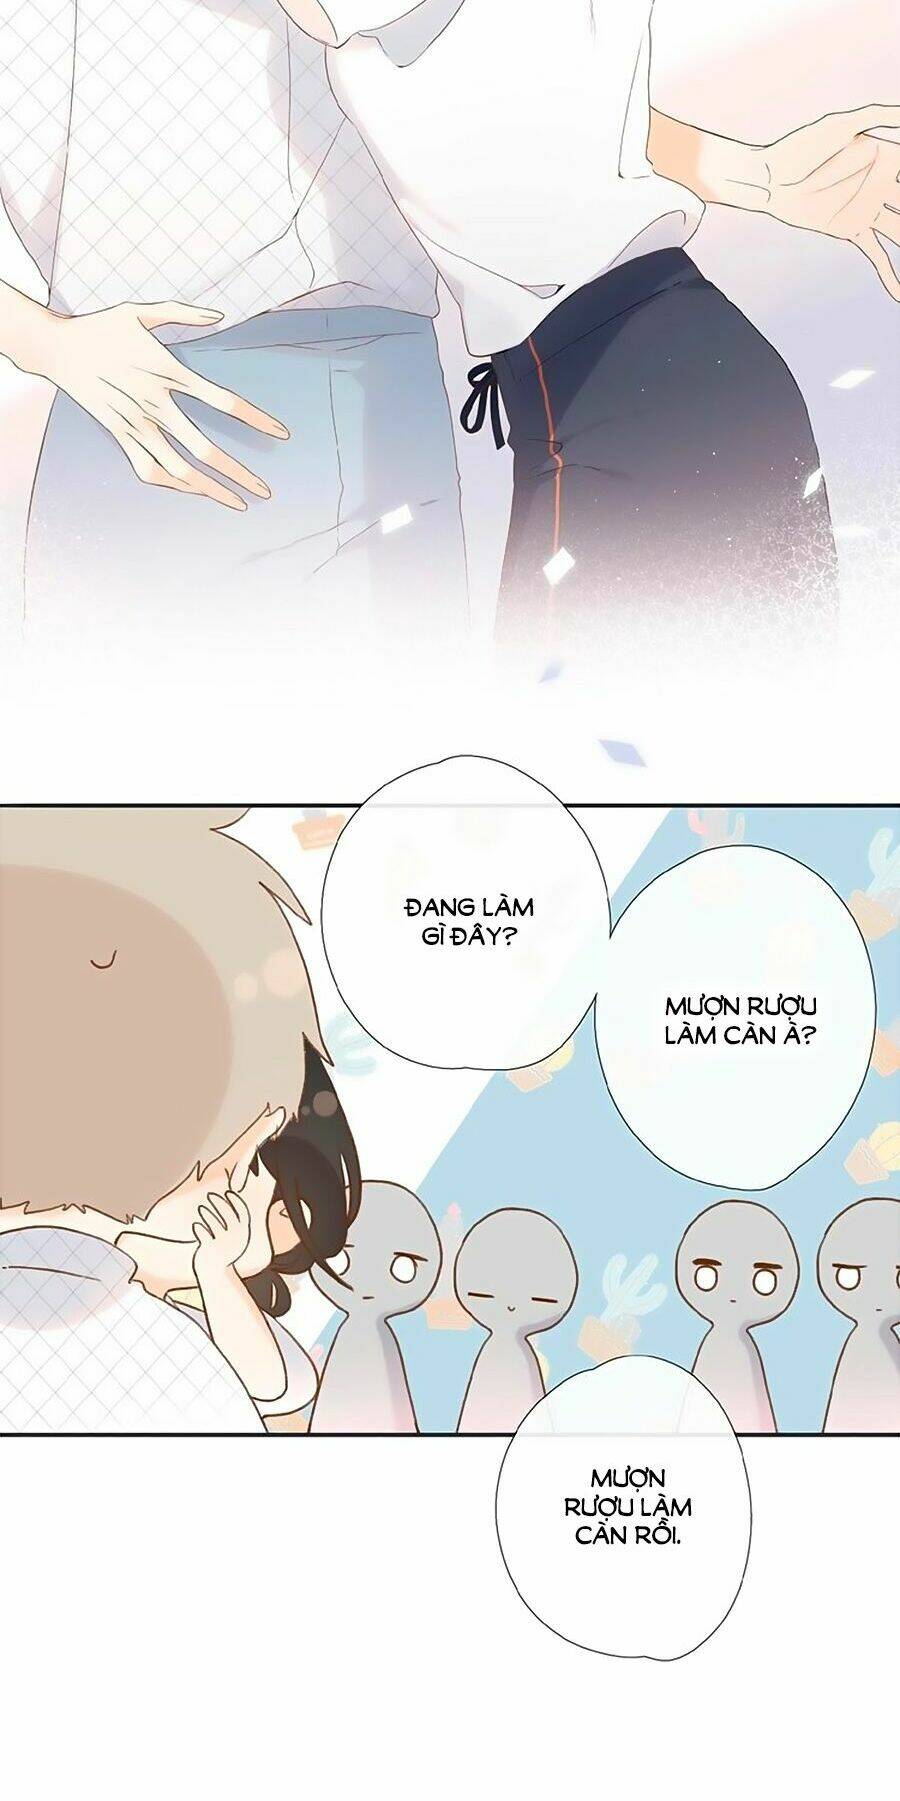 ĐANG LÀM
GÌ ĐÂY?
MƯỢN RƯỢU
LÀM CÀN À?
MƯỢN
RƯỢU LÀM
CÀN RỒI.